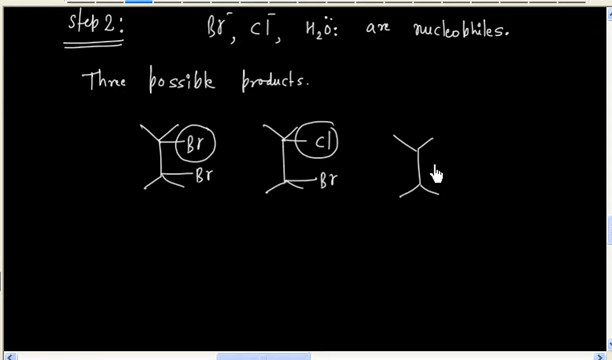 Step 2: Br⁻, Cl⁻, H₂Ö: are nucleophiles.
Three possible products.
Br Cl
Br Br